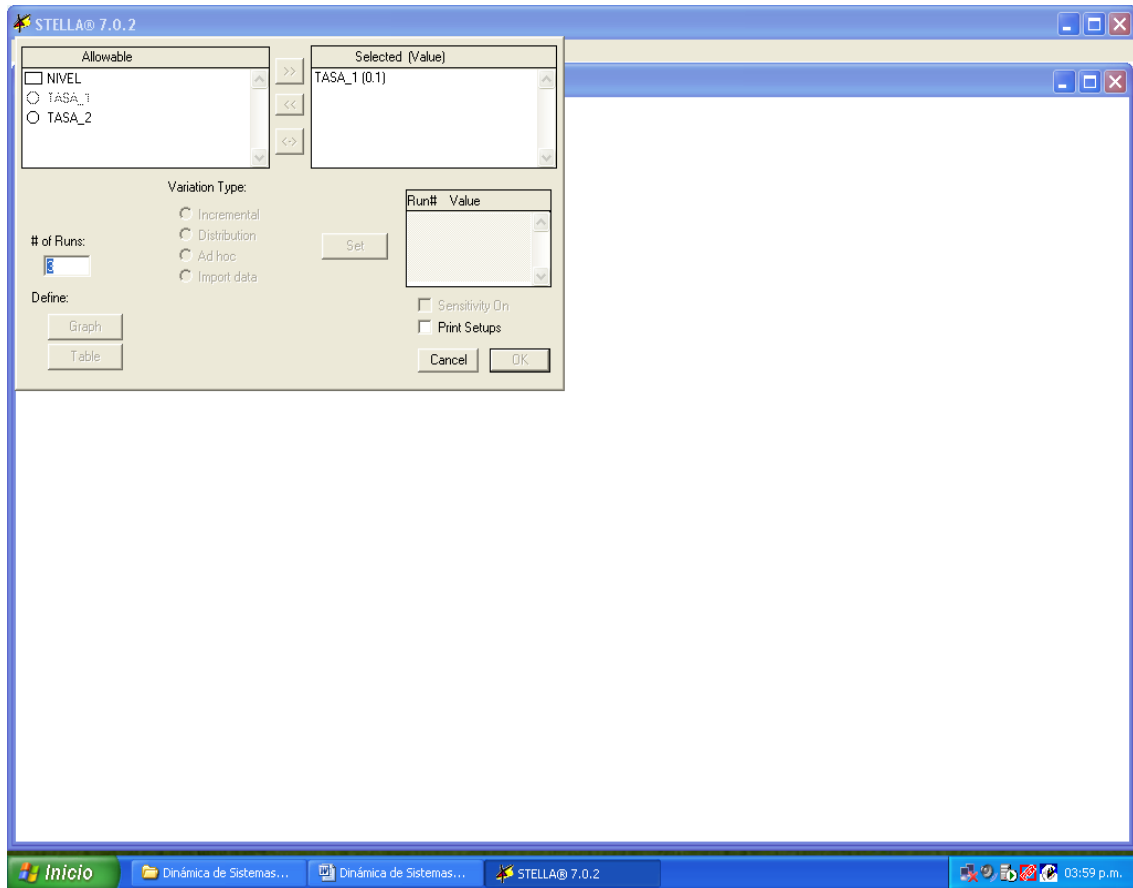 STELLA® 7.0.2
Allowable
NIVEL
TASA_1
TASA_2
>>
<<
<->
Selected (Value)
TASA_1 (0.1)
Variation Type:
Incremental
Distribution
Ad hoc
Import data
# of Runs:
3
Set
Run# Value
Define:
Graph
Table
Sensitivity On
Print Setups
Cancel
OK
Inicio
Dinámica de Sistemas...
Dinámica de Sistemas...
STELLA® 7.0.2
03:59 p.m.